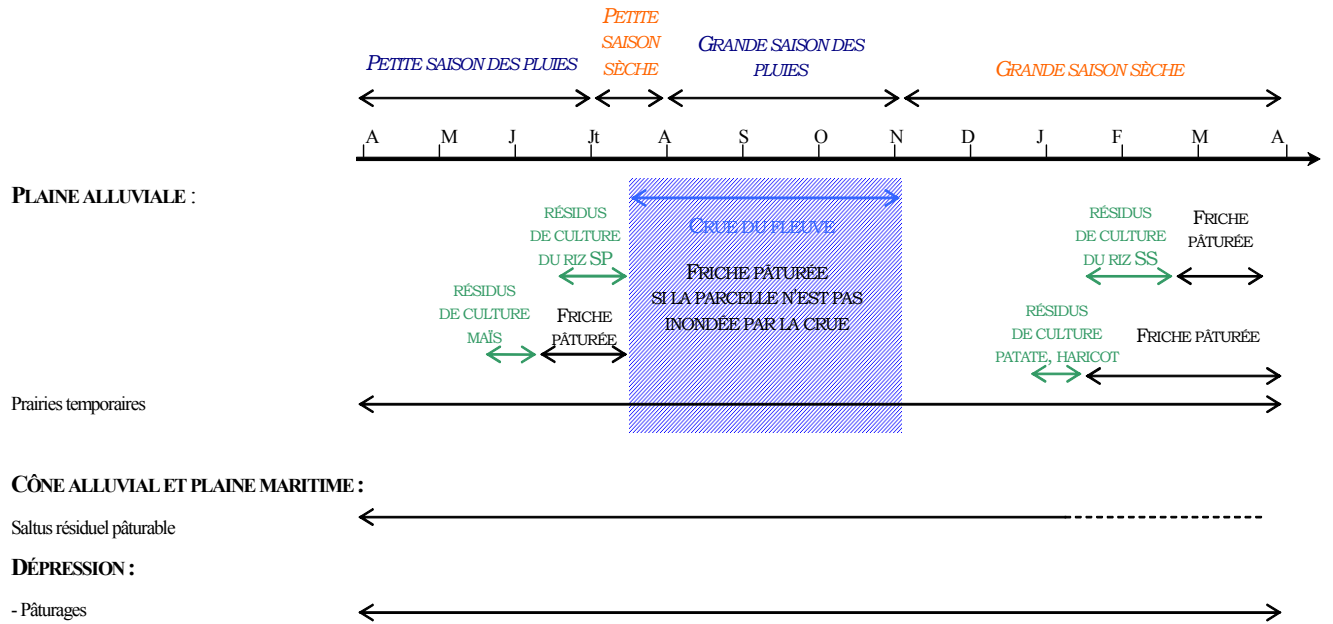 PETITE
SAISON
SÈCHE
GRANDE SAISON DES
PLUIES
PETITE SAISON DES PLUIES
GRANDE SAISON SÈCHE
A M J Jt A S O N D J F M A
PLAINE ALLUVIALE :
RÉSIDUS
DE CULTURE
DU RIZ SP
CRUE DU FLEUVE
FRICHE PÂTURÉE
SI LA PARCELLE N'EST PAS
INONDÉE PAR LA CRUE
RÉSIDUS
DE CULTURE
DU RIZ SS
FRICHE
PÂTURÉE
RÉSIDUS
DE CULTURE
MAÏS
FRICHE
PÂTURÉE
RÉSIDUS
DE CULTURE
PATATE, HARICOT
FRICHE PÂTURÉE
Prairies temporaires
CÔNE ALLUVIAL ET PLAINE MARITIME :
Saltus résiduel pâturable
DÉPRESSION :
- Pâturages